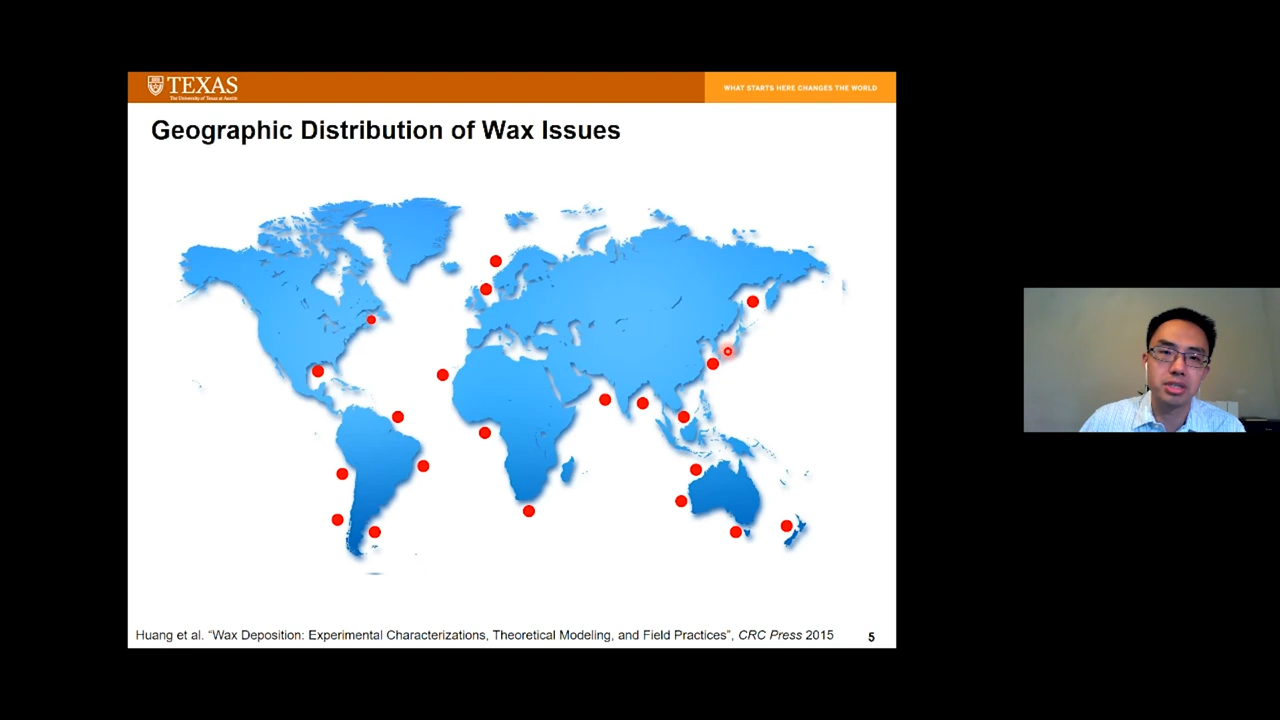 TEXAS
The University of Texas at Austin
WHAT STARTS HERE CHANGES THE WORLD
Geographic Distribution of Wax Issues
Huang et al. “Wax Deposition: Experimental Characterizations, Theoretical Modeling, and Field Practices”, CRC Press 2015
5